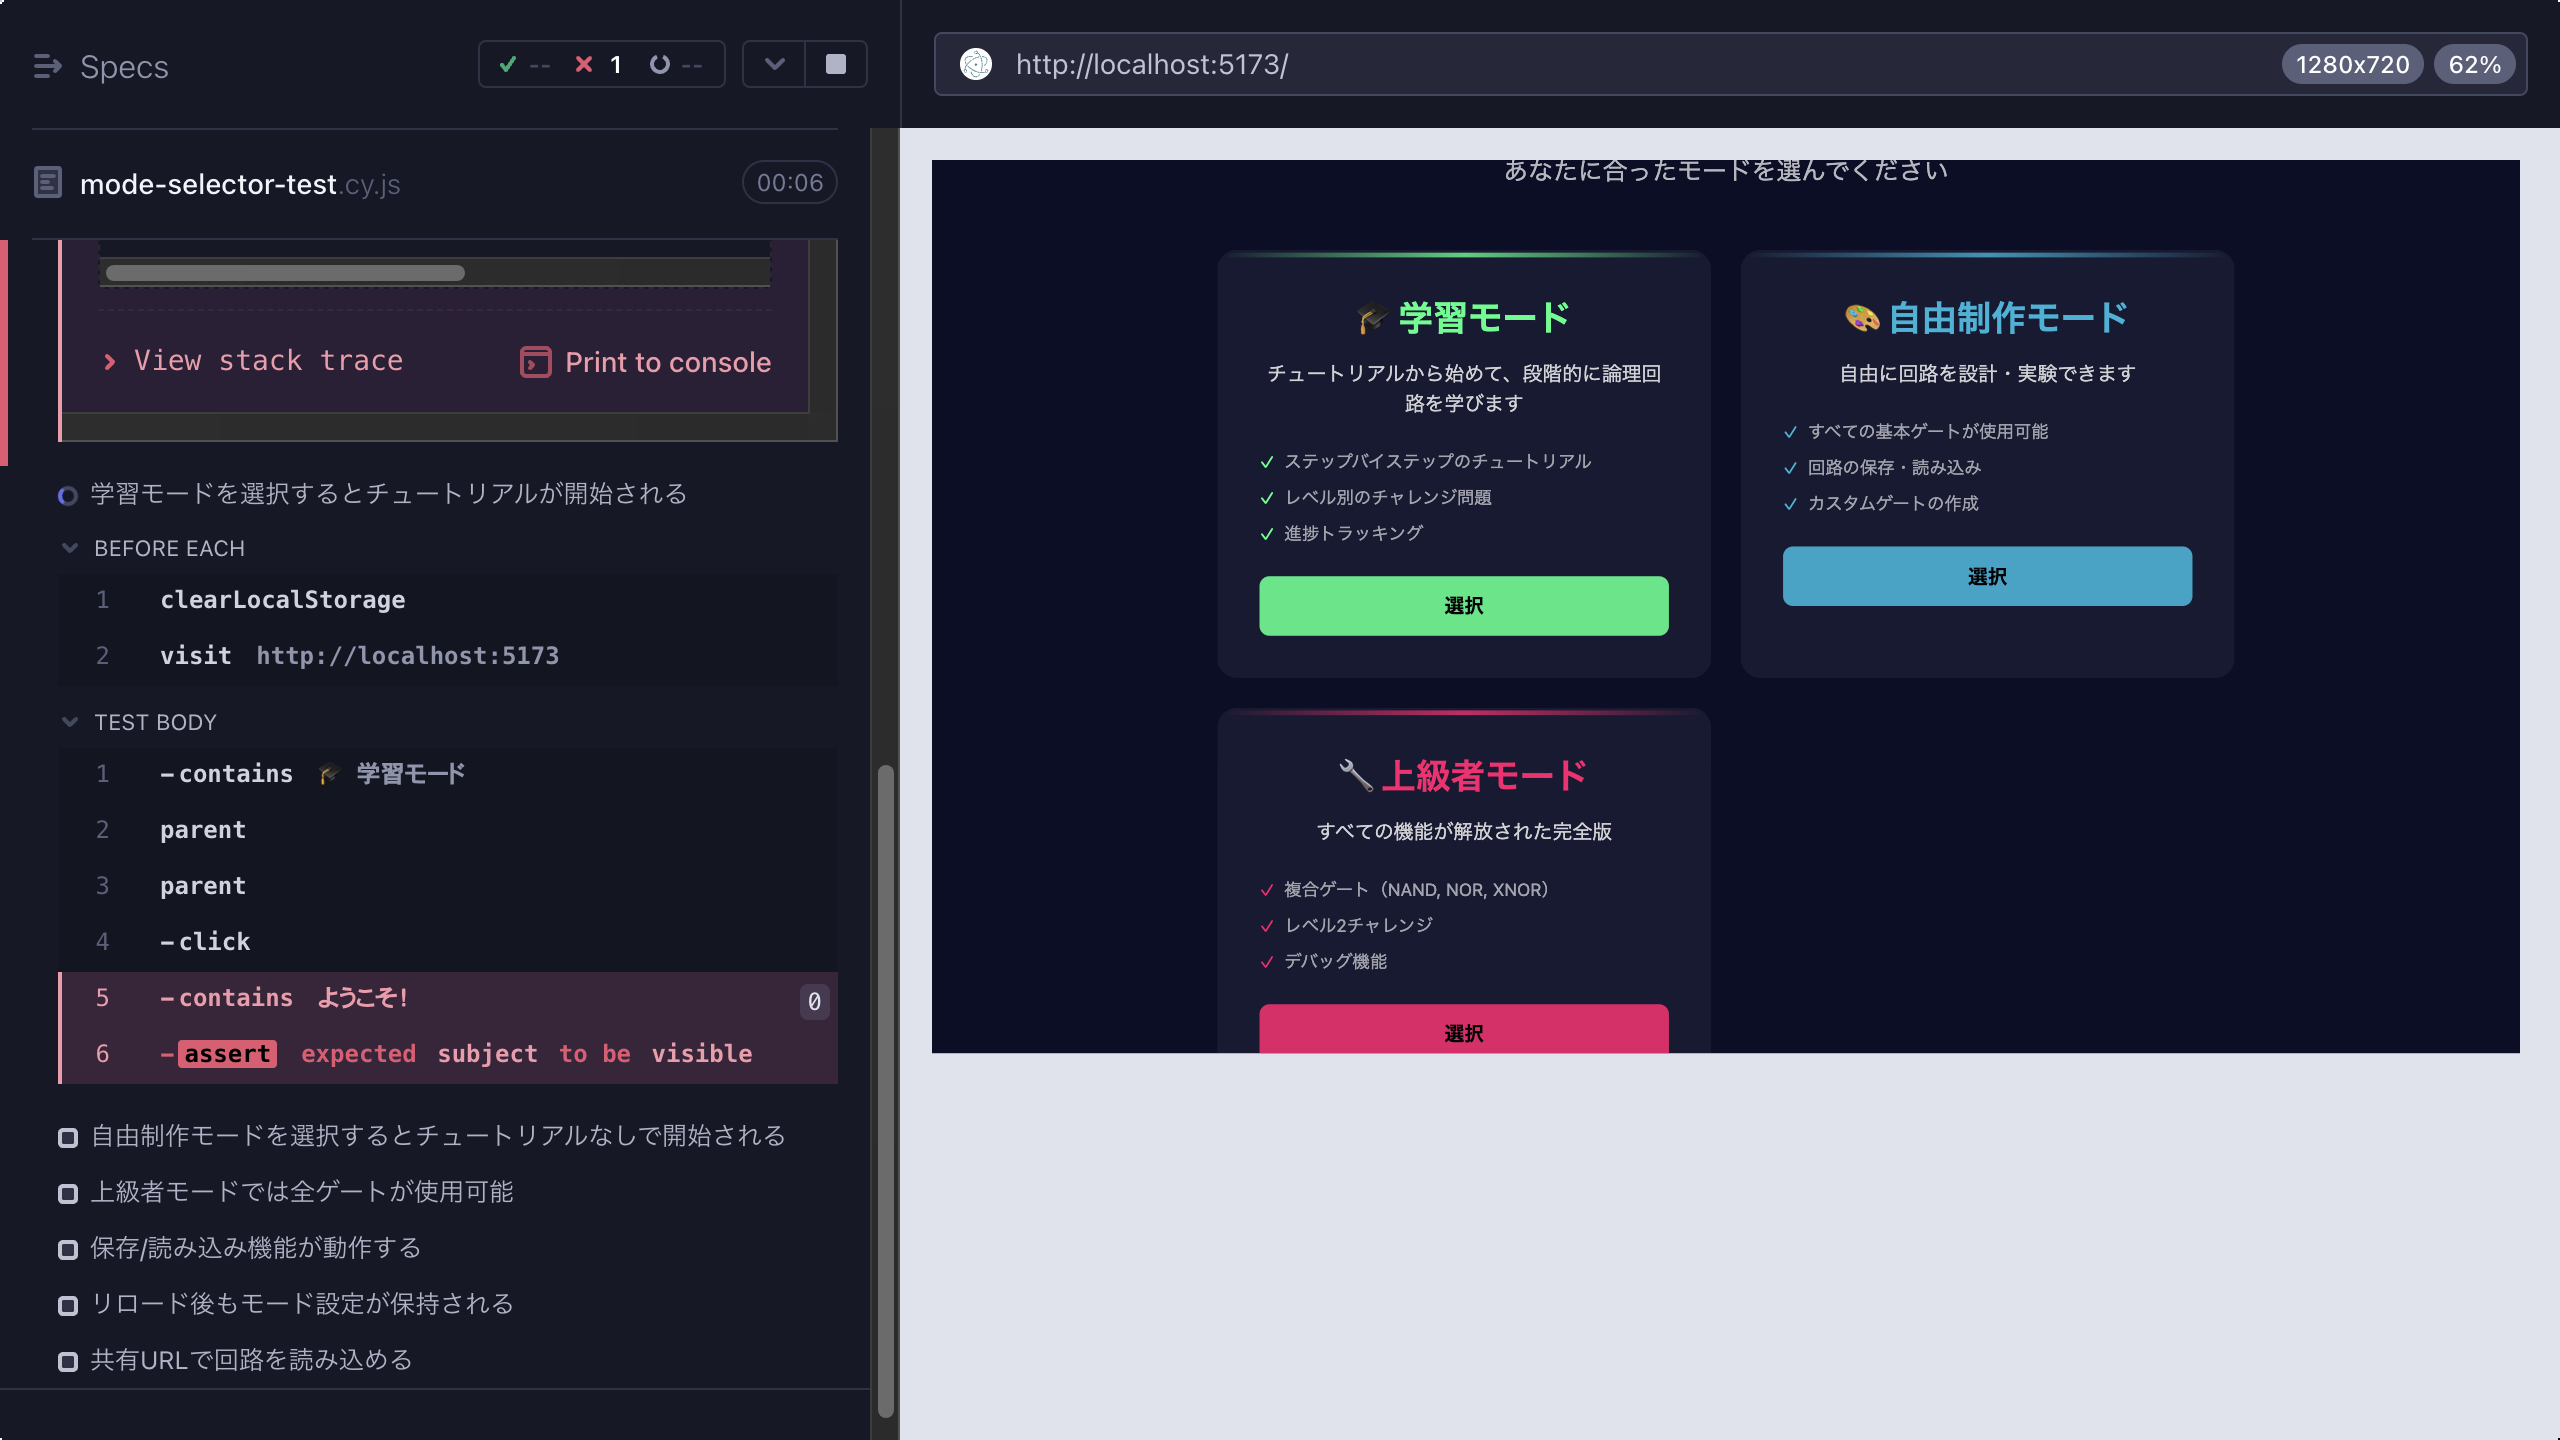 Specs
-- 1 --
mode-selector-test.cy.js
00:06
View stack trace
Print to console
学習モードを選択するとチュートリアルが開始される
BEFORE EACH
1 clearLocalStorage
2 visit http://localhost:5173
TEST BODY
1 -contains 🎓 学習モード
2 parent
3 parent
4 -click
5 -contains ようこそ！ 0
6 -assert expected subject to be visible
自由制作モードを選択するとチュートリアルなしで開始される
上級者モードでは全ゲートが使用可能
保存/読み込み機能が動作する
リロード後もモード設定が保持される
共有URLで回路を読み込める
http://localhost:5173/
1280x720
62%
あなたに合ったモードを選んでください
🎓 学習モード
チュートリアルから始めて、段階的に論理回
路を学びます
✓ ステップバイステップのチュートリアル
✓ レベル別のチャレンジ問題
✓ 進捗トラッキング
選択
🎨 自由制作モード
自由に回路を設計・実験できます
✓ すべての基本ゲートが使用可能
✓ 回路の保存・読み込み
✓ カスタムゲートの作成
選択
🔧 上級者モード
すべての機能が解放された完全版
✓ 複合ゲート（NAND, NOR, XNOR）
✓ レベル2チャレンジ
✓ デバッグ機能
選択